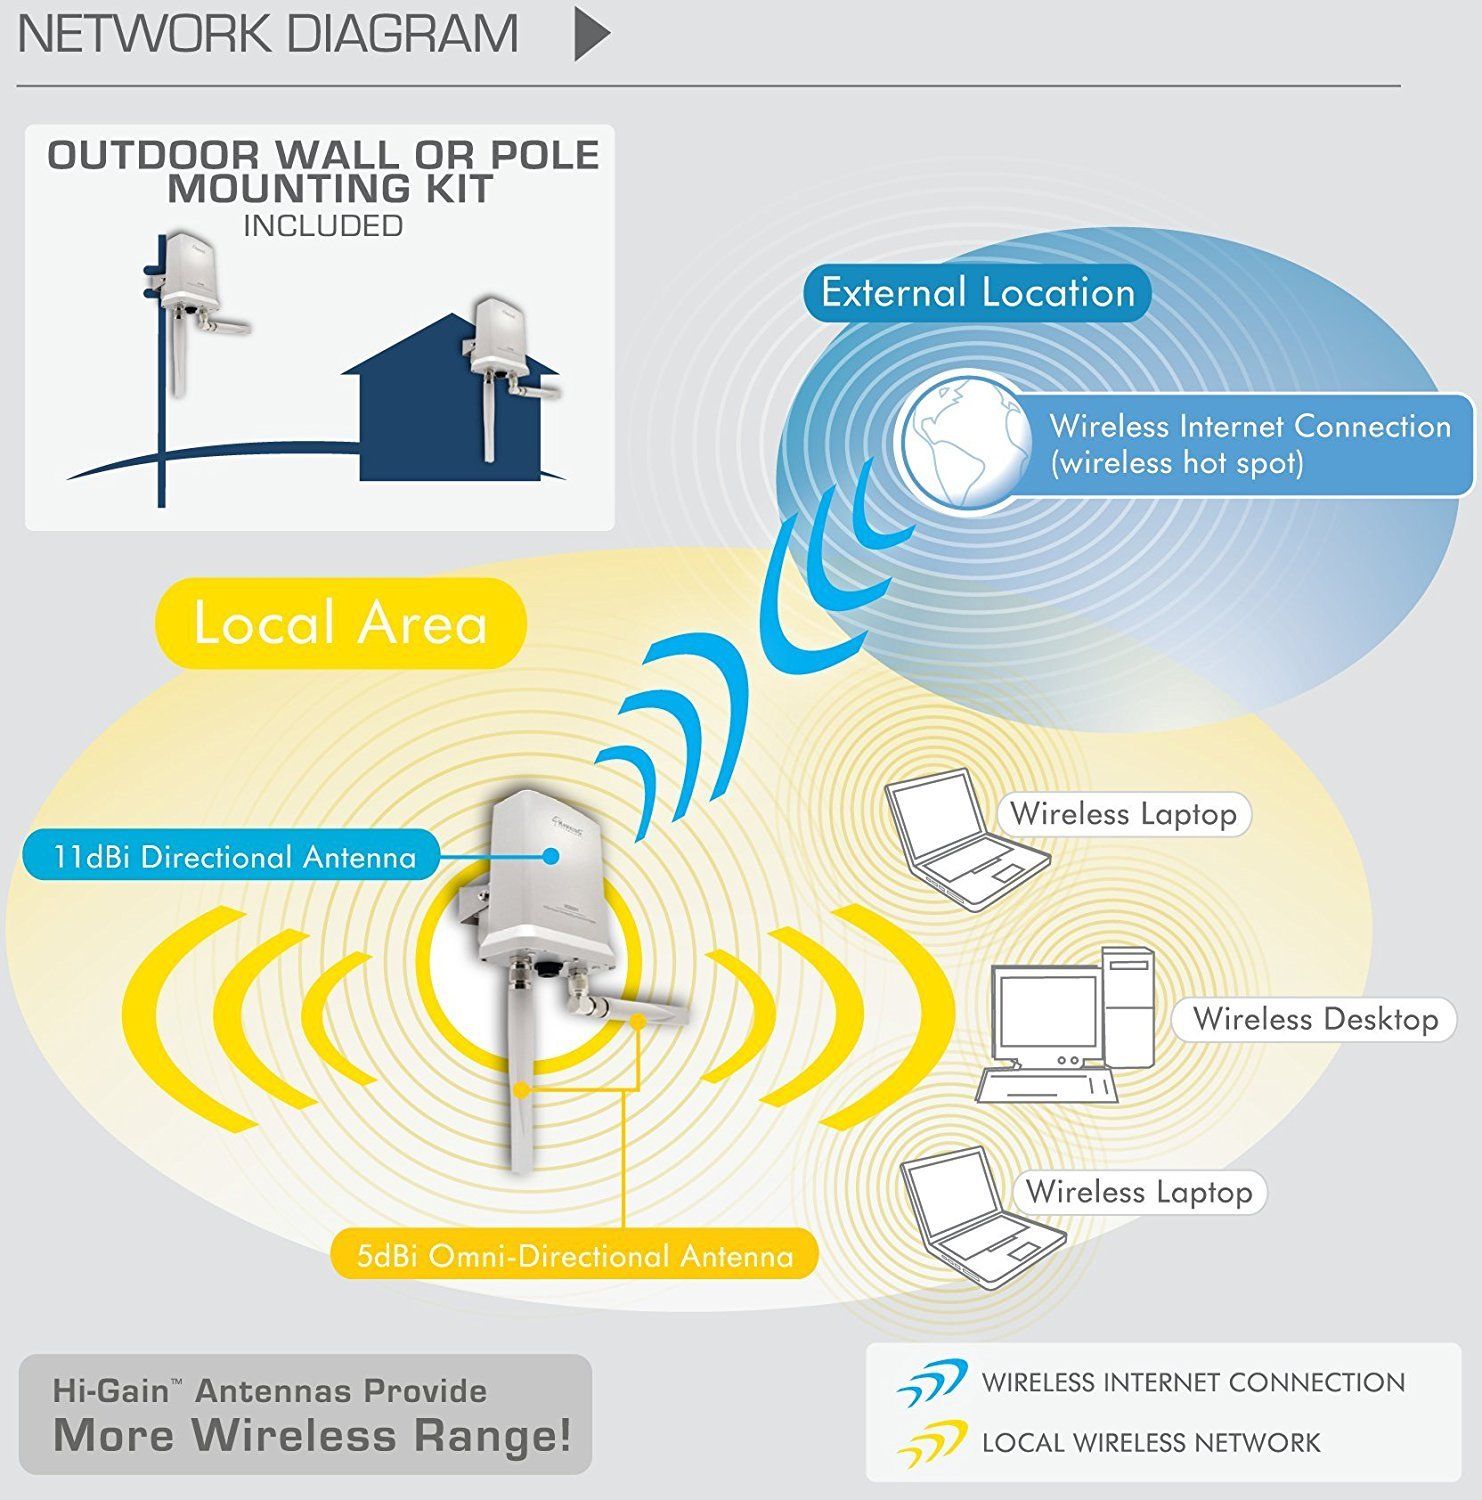 NETWORK DIAGRAM
OUTDOOR WALL OR POLE
MOUNTING KIT
INCLUDED
External Location
Wireless Internet Connection
(wireless hot spot)
Local Area
11dBi Directional Antenna
Wireless Laptop
Wireless Desktop
Wireless Laptop
5dBi Omni-Directional Antenna
Hi-Gain™ Antennas Provide
More Wireless Range!
WIRELESS INTERNET CONNECTION
LOCAL WIRELESS NETWORK